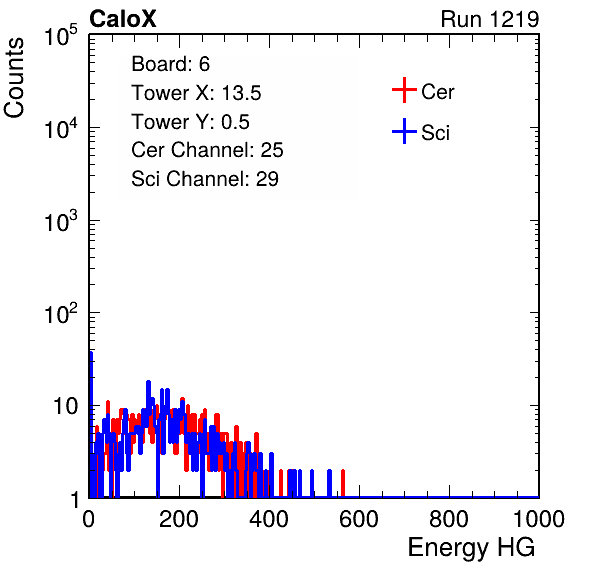 CaloX Run 1219
Board: 6
Tower X: 13.5
Tower Y: 0.5
Cer Channel: 25
Sci Channel: 29
Cer
Sci
Counts
10^5
10^4
10^3
10^2
10
1
0 200 400 600 800 1000
Energy HG